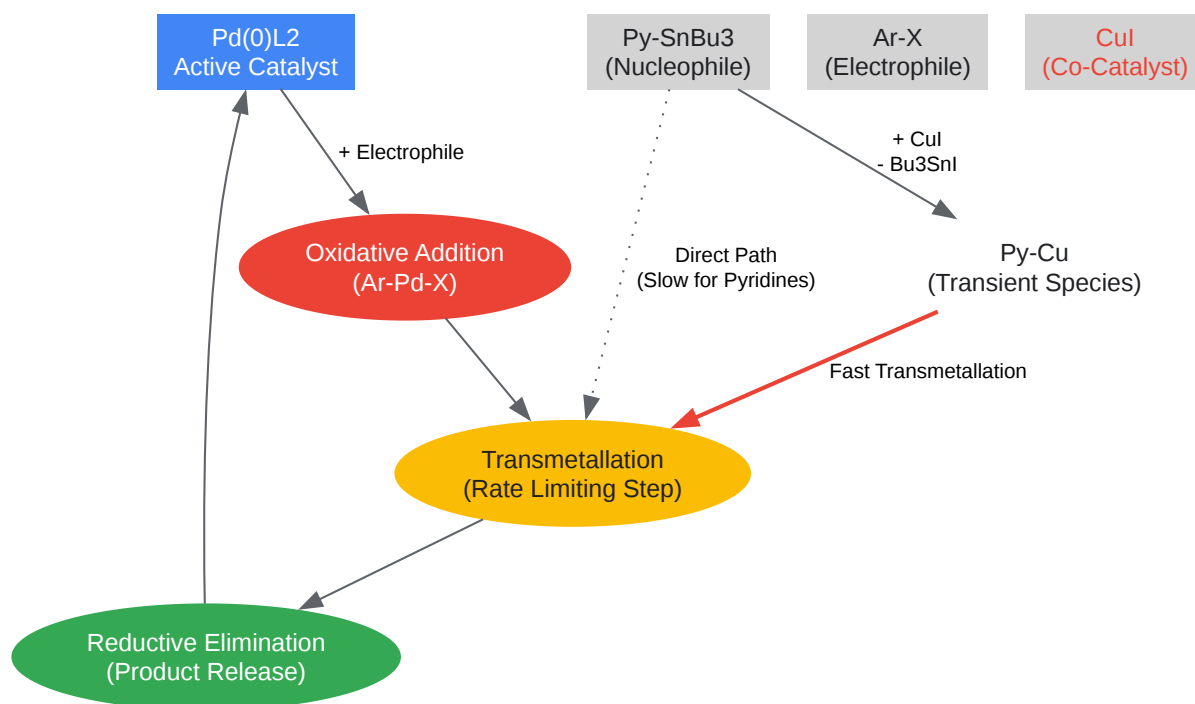 Pd(0)L2
Active Catalyst
Py-SnBu3
(Nucleophile)
Ar-X
(Electrophile)
CuI
(Co-Catalyst)
+ Electrophile
+ CuI
- Bu3SnI
Oxidative Addition
(Ar-Pd-X)
Direct Path
(Slow for Pyridines)
Py-Cu
(Transient Species)
Fast Transmetallation
Transmetallation
(Rate Limiting Step)
Reductive Elimination
(Product Release)